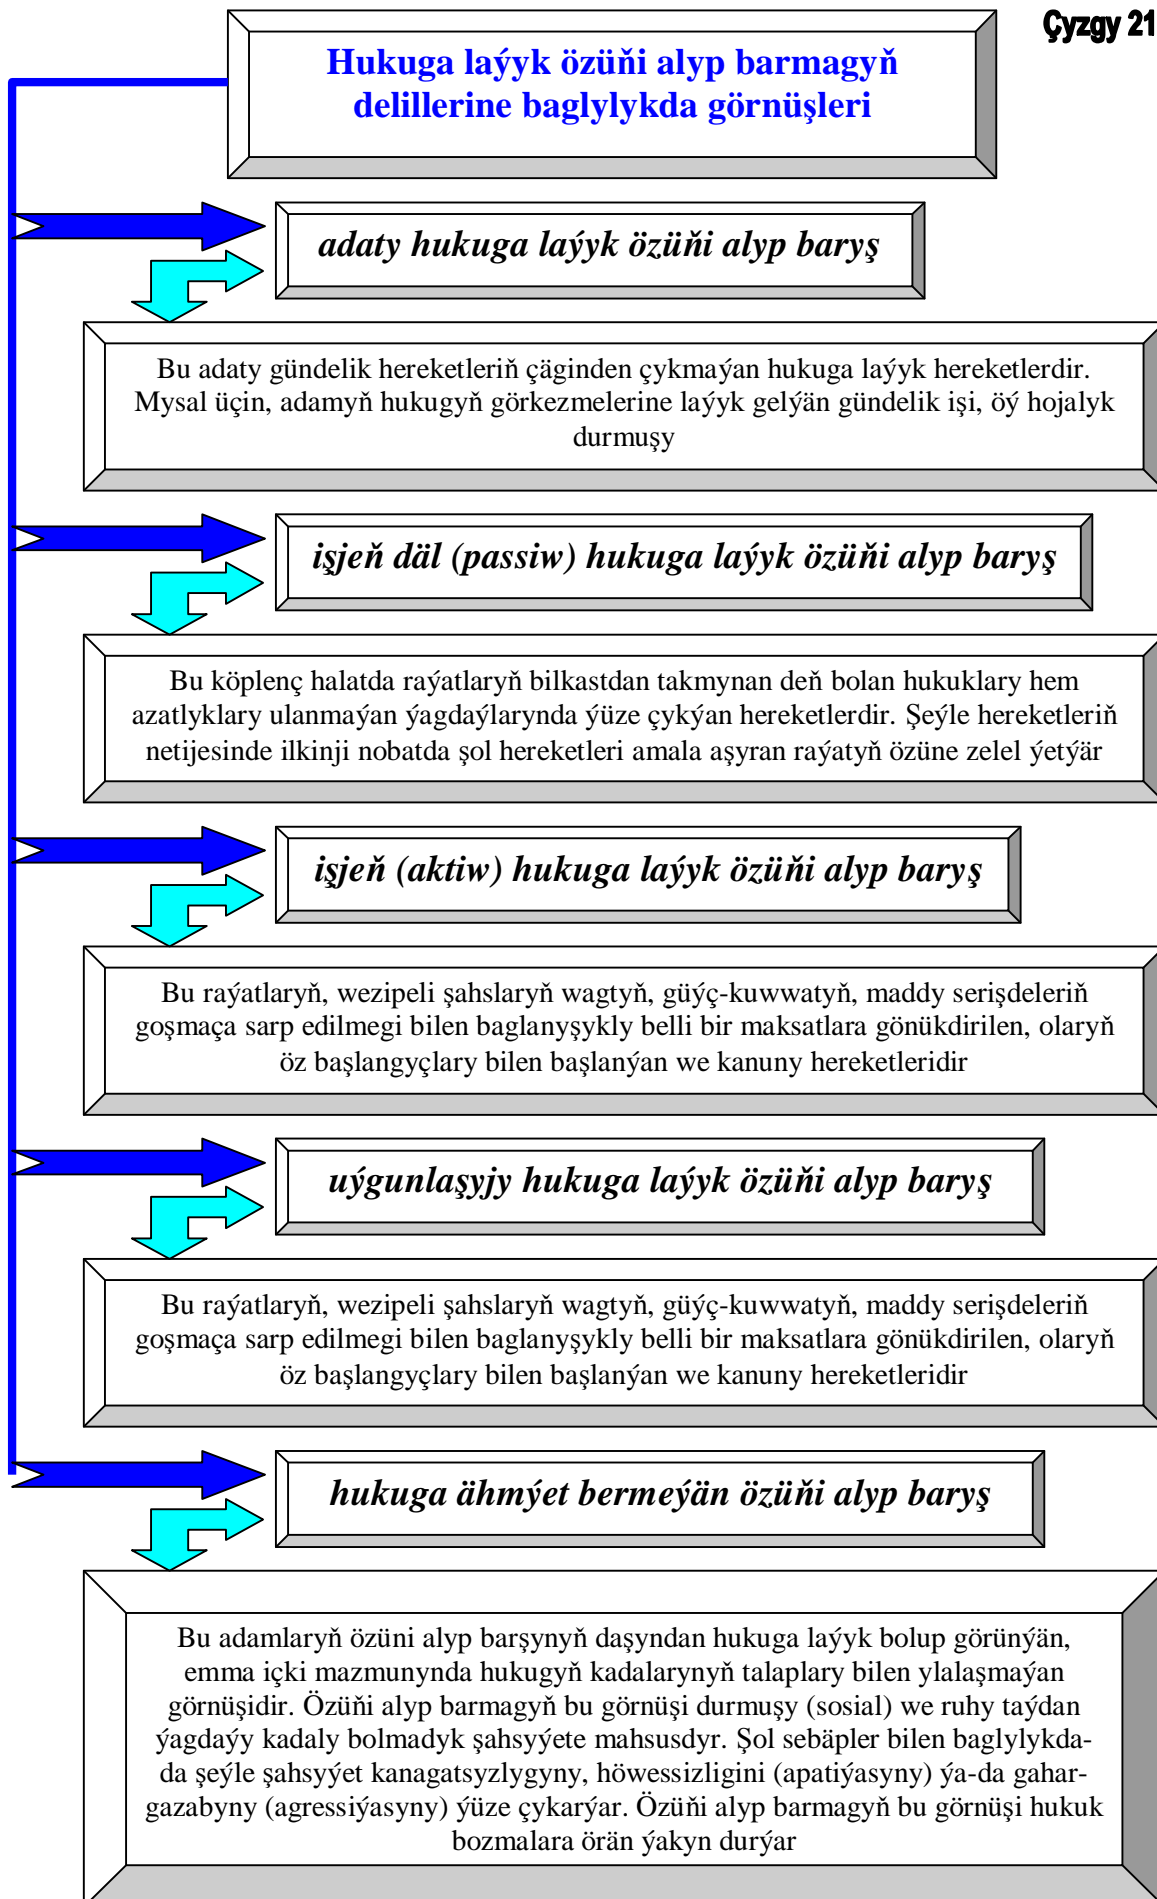 Çyzgy 21
Hukuga laýyk özüňi alyp barmagyň
delillerine baglylykda görnüşleri
adaty hukuga laýyk özüňi alyp baryş
Bu adaty gündelik hereketleriň çäginden çykmaýan hukuga laýyk hereketlerdir.
Mysal üçin, adamyň hukugyň görkezmelerine laýyk gelýän gündelik işi, öý hojalyk
durmuşy
işjeň däl (passiw) hukuga laýyk özüňi alyp baryş
Bu köplenç halatda raýatlaryň bilkastdan takmynan deň bolan hukuklary hem
azatlyklary ulanmaýan ýagdaýlarynda ýüze çykýan hereketlerdir. Şeýle hereketleriň
netijesinde ilkinji nobatda şol hereketleri amala aşyran raýatyň özüne zelel ýetýär
işjeň (aktiw) hukuga laýyk özüňi alyp baryş
Bu raýatlaryň, wezipeli şahslaryň wagtyň, güýç-kuwwatyň, maddy serişdeleriň
goşmaça sarp edilmegi bilen baglanyşykly belli bir maksatlara gönükdirilen, olaryň
öz başlangyçlary bilen başlanýan we kanuny hereketleridir
uýgunlaşyjy hukuga laýyk özüňi alyp baryş
Bu raýatlaryň, wezipeli şahslaryň wagtyň, güýç-kuwwatyň, maddy serişdeleriň
goşmaça sarp edilmegi bilen baglanyşykly belli bir maksatlara gönükdirilen, olaryň
öz başlangyçlary bilen başlanýan we kanuny hereketleridir
hukuga ähmýet bermeýän özüňi alyp baryş
Bu adamlaryň özüni alyp barşynyň daşyndan hukuga laýyk bolup görünýän,
emma içki mazmunynda hukugyň kadalarynyň talaplary bilen ylalaşmaýan
görnüşidir. Özüňi alyp barmagyň bu görnüşi durmuşy (sosial) we ruhy taýdan
ýagdaýy kadaly bolmadyk şahsyýete mahsusdyr. Şol sebäpler bilen baglylykda-
da şeýle şahsyýet kanagatsyzlygyny, höwessizligini (apatiýasyny) ýa-da gahar-
gazabyny (agressiýasyny) ýüze çykarýar. Özüňi alyp barmagyň bu görnüşi hukuk
bozmalara örän ýakyn durýar